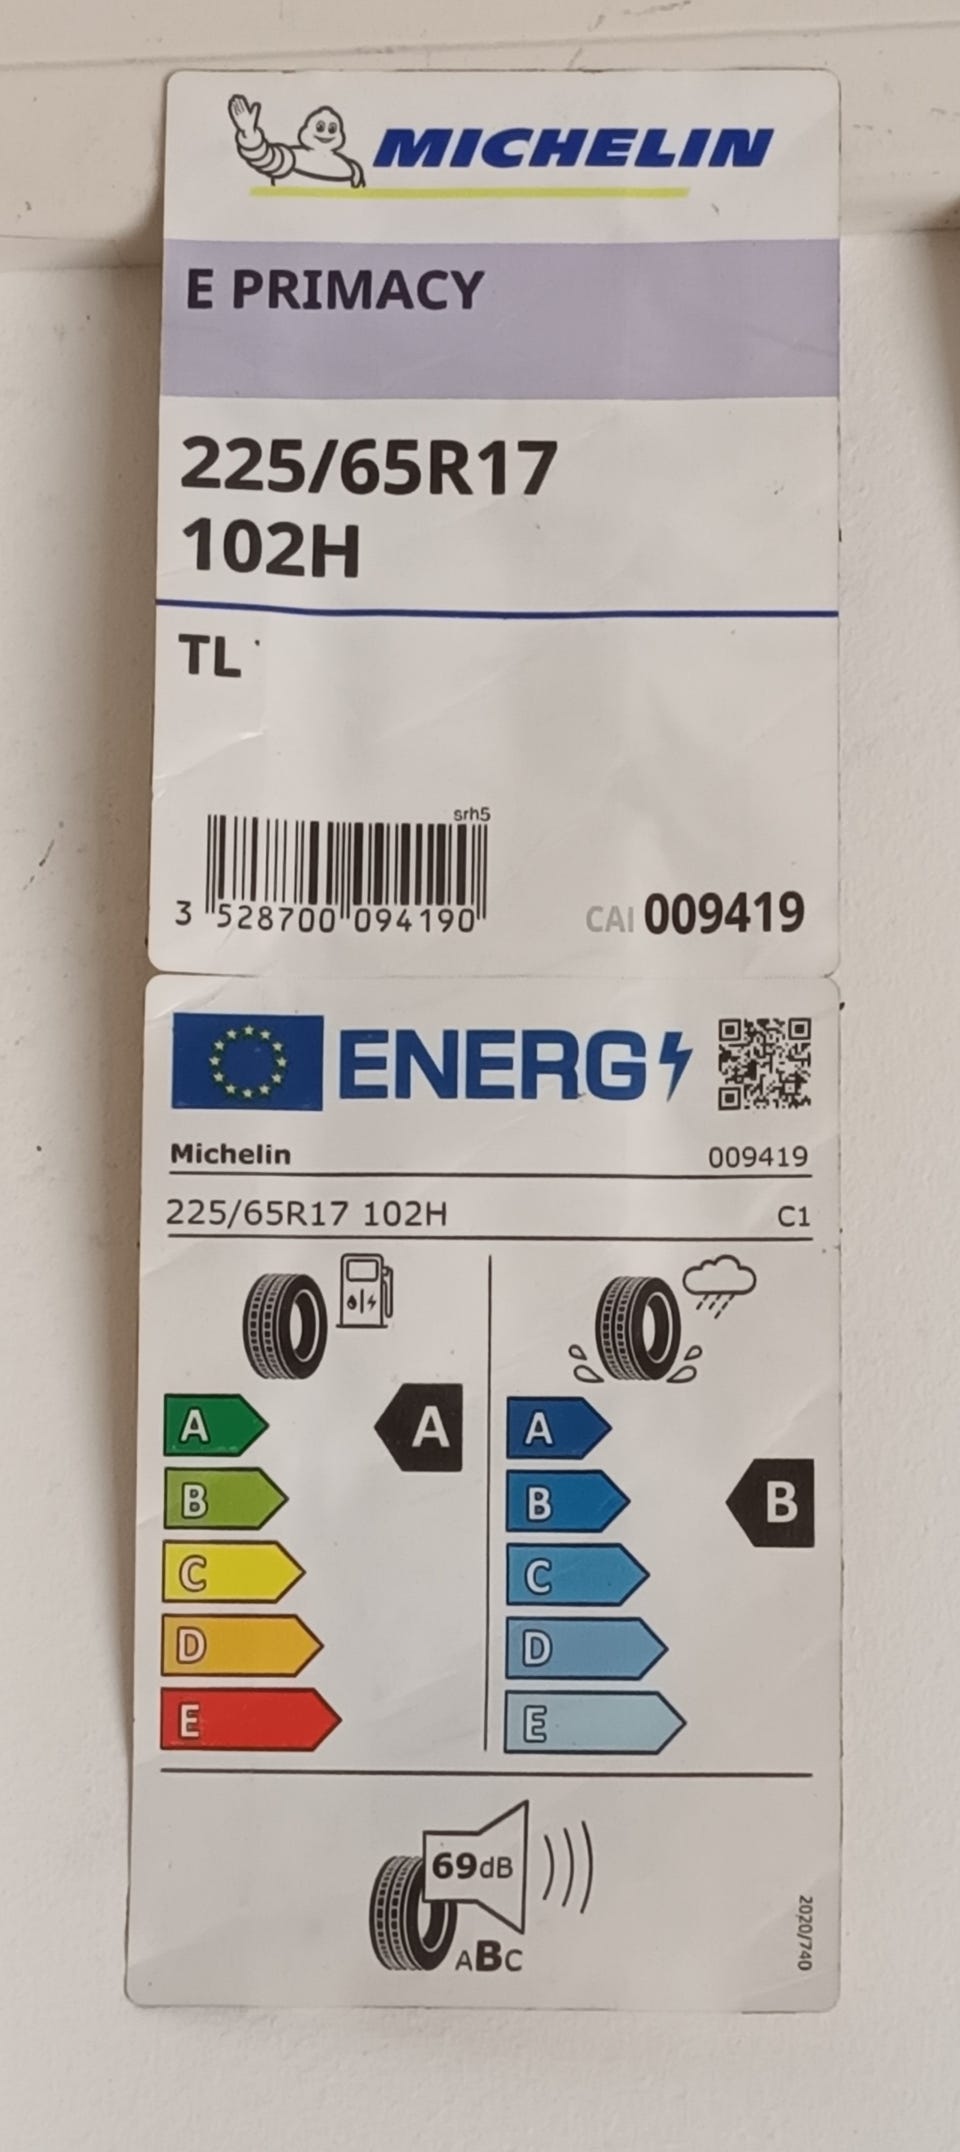 MICHELIN
E PRIMACY
225/65R17
102H
TL
srh5
3 528700 094190
CAI 009419
ENERG
Michelin 009419
225/65R17 102H C1
A A A
B B B
C C
D D
E E
69dB
ABC
2020/740